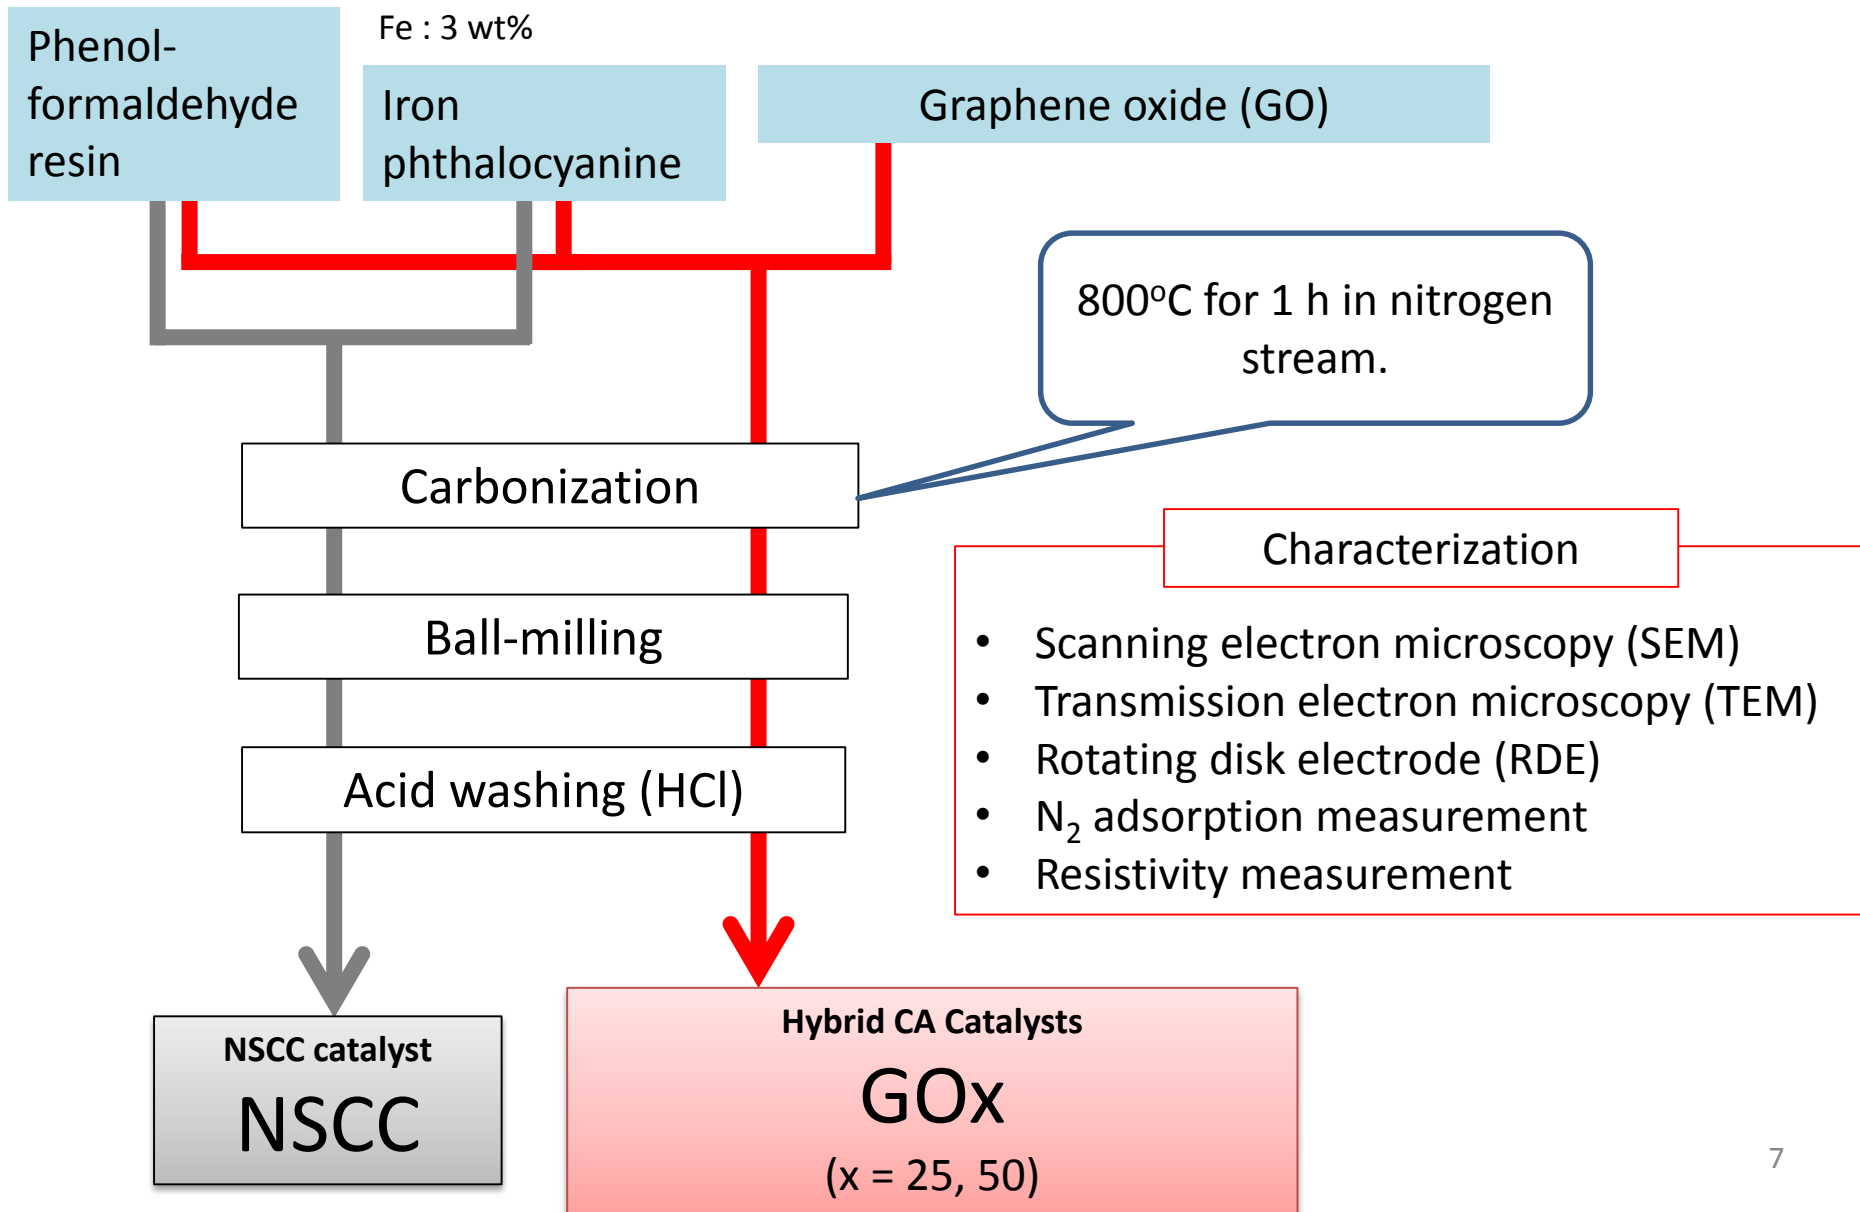 Phenol-
formaldehyde
resin
Fe : 3 wt%
Iron
phthalocyanine
Graphene oxide (GO)
800°C for 1 h in nitrogen
stream.
Carbonization
Ball-milling
Acid washing (HCl)
Characterization
• Scanning electron microscopy (SEM)
• Transmission electron microscopy (TEM)
• Rotating disk electrode (RDE)
• N₂ adsorption measurement
• Resistivity measurement
NSCC catalyst
NSCC
Hybrid CA Catalysts
GOx
(x = 25, 50)
7